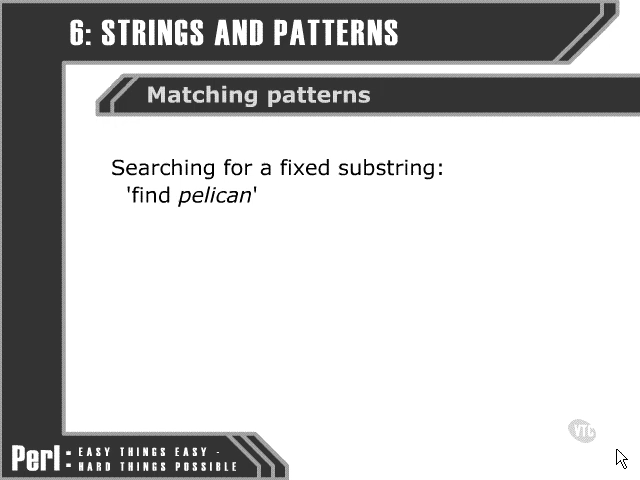 6: STRINGS AND PATTERNS
Matching patterns
Searching for a fixed substring:
'find pelican'
VTC
Perl: EASY THINGS EASY -
HARD THINGS POSSIBLE